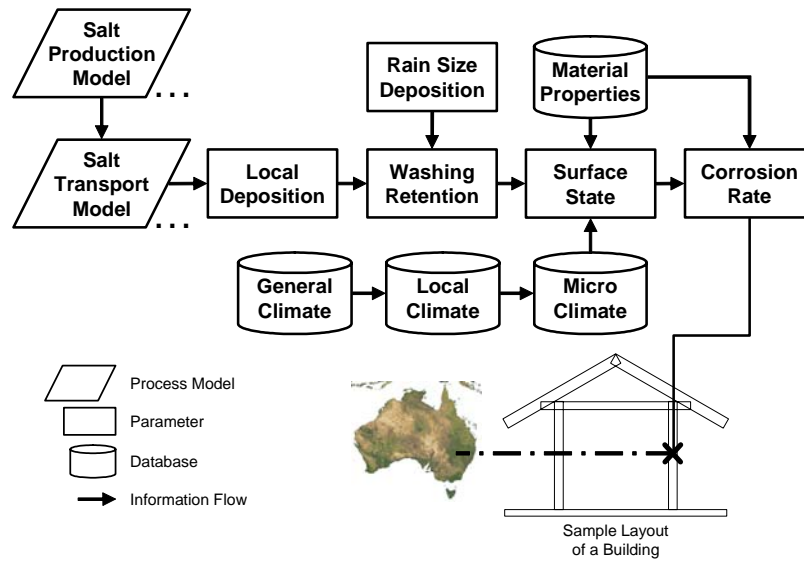 Salt
Production
Model
...
Rain Size
Deposition
Material
Properties
Salt
Transport
Model
...
Local
Deposition
Washing
Retention
Surface
State
Corrosion
Rate
General
Climate
Local
Climate
Micro
Climate
Process Model
Parameter
Database
Information Flow
Sample Layout
of a Building